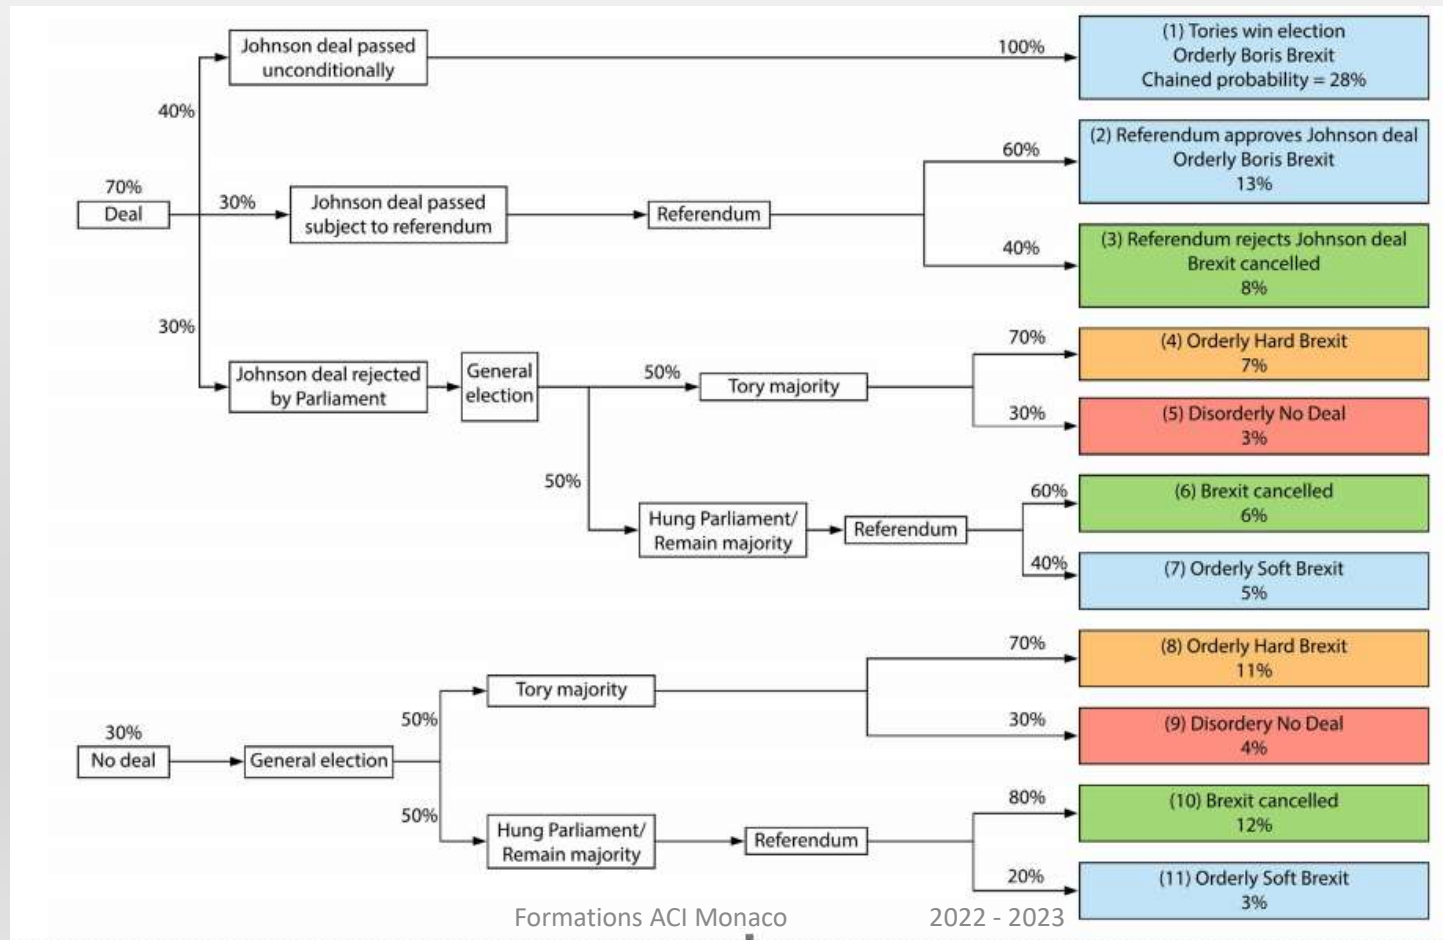 Johnson deal passed
unconditionally
100%
(1) Tories win election
Orderly Boris Brexit
Chained probability = 28%
40%
70%
Deal
30%
Johnson deal passed
subject to referendum
Referendum
60%
(2) Referendum approves Johnson deal
Orderly Boris Brexit
13%
40%
(3) Referendum rejects Johnson deal
Brexit cancelled
8%
30%
Johnson deal rejected
by Parliament
General
election
50%
Tory majority
70%
(4) Orderly Hard Brexit
7%
30%
(5) Disorderly No Deal
3%
50%
Hung Parliament/
Remain majority
Referendum
60%
(6) Brexit cancelled
6%
40%
(7) Orderly Soft Brexit
5%
30%
No deal
General election
50%
Tory majority
70%
(8) Orderly Hard Brexit
11%
30%
(9) Disordery No Deal
4%
50%
Hung Parliament/
Remain majority
Referendum
80%
(10) Brexit cancelled
12%
20%
(11) Orderly Soft Brexit
3%
Formations ACI Monaco
2022 - 2023